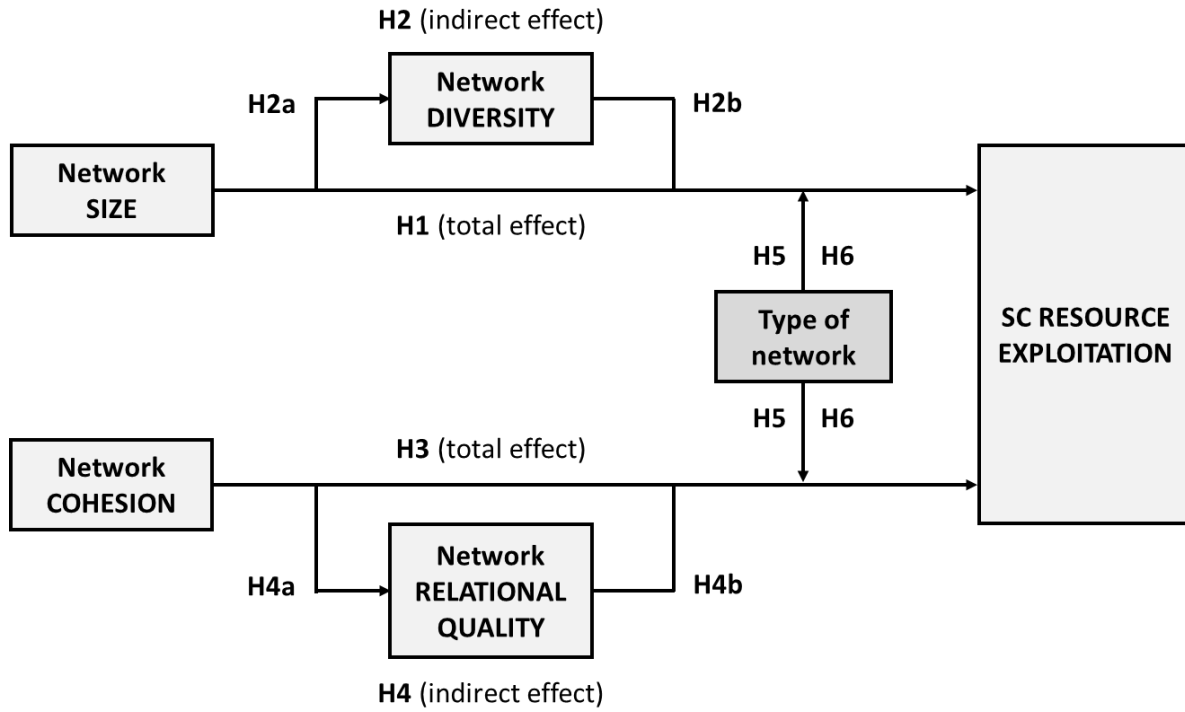 H2 (indirect effect)
Network
DIVERSITY
H2a
H2b
Network
SIZE
H1 (total effect)
H5
H6
Type of
network
SC RESOURCE
EXPLOITATION
H5
H6
H3 (total effect)
Network
COHESION
Network
RELATIONAL
QUALITY
H4a
H4b
H4 (indirect effect)